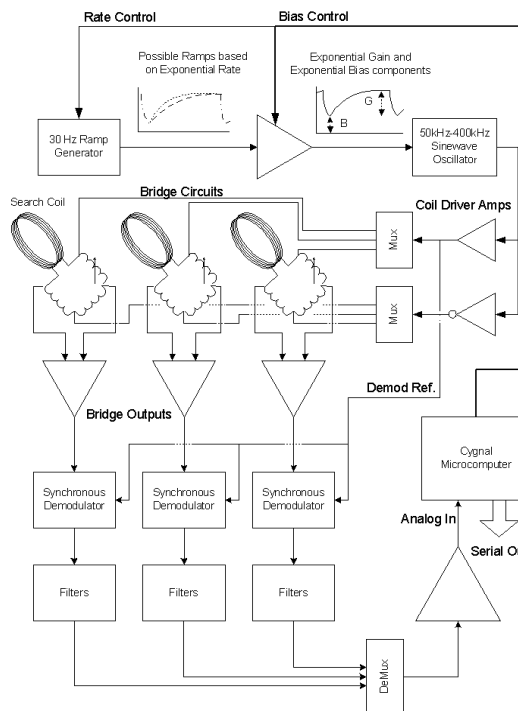 Rate Control
Bias Control
Possible Ramps based
on Exponential Rate
Exponential Gain and
Exponential Bias components
G
B
30 Hz Ramp
Generator
50kHz-400kHz
Sinewave
Oscillator
Bridge Circuits
Search Coil
Mux
Coil Driver Amps
Mux
Demod Ref.
Bridge Outputs
Cygnal
Microcomputer
Synchronous
Demodulator
Synchronous
Demodulator
Synchronous
Demodulator
Analog In
Serial
Filters
Filters
Filters
DeMux